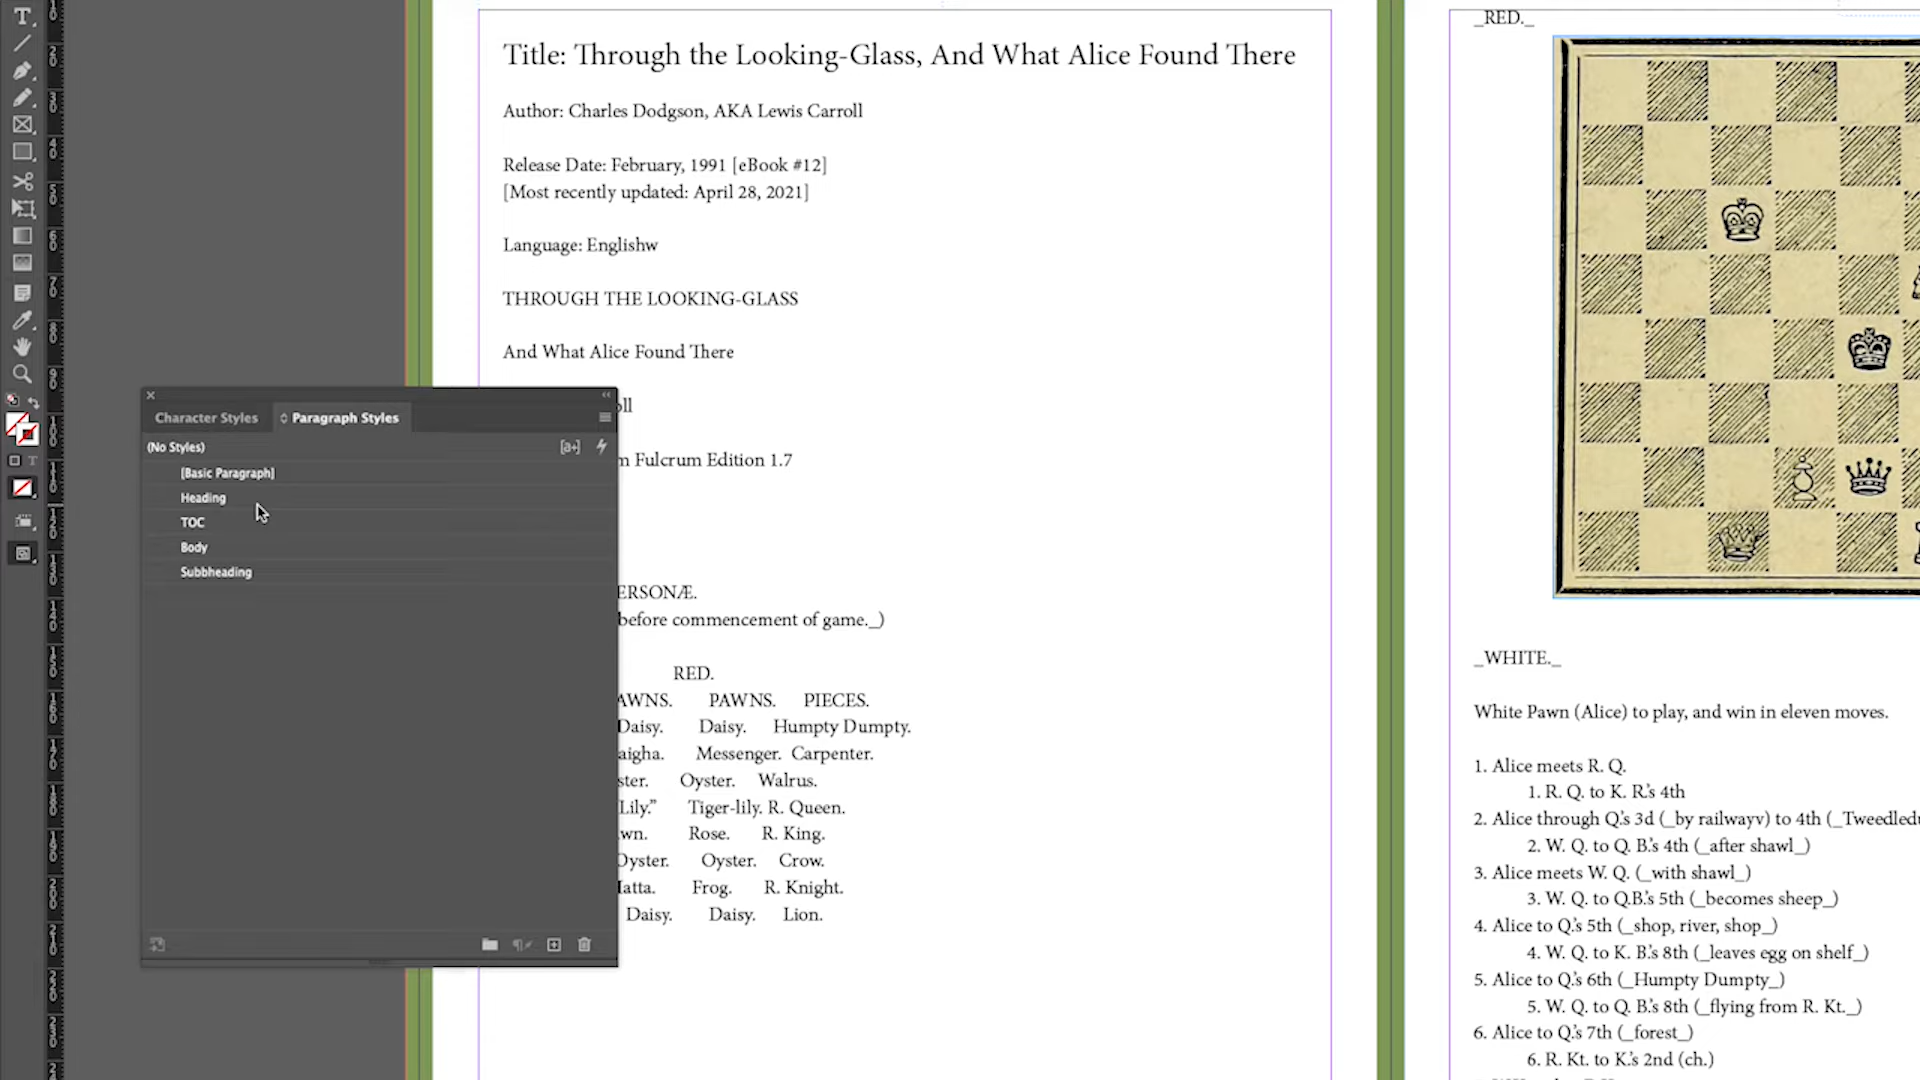 Title: Through the Looking-Glass, And What Alice Found There
Author: Charles Dodgson, AKA Lewis Carroll
Release Date: February, 1991 [eBook #12]
[Most recently updated: April 28, 2021]
Language: Englishw
THROUGH THE LOOKING-GLASS
And What Alice Found There
Fulcrum Edition 1.7
before commencement of game._)
RED.
PAWNS. PIECES.
Daisy. Daisy. Humpty Dumpty.
Messenger. Carpenter.
Oyster. Walrus.
Lily.” Tiger-lily. R. Queen.
Rose. R. King.
Oyster. Oyster. Crow.
Frog. R. Knight.
Daisy. Daisy. Lion.
Character Styles
Paragraph Styles
(No Styles)
[a+]
[Basic Paragraph]
Heading
TOC
Body
Subbheading
_RED._
_WHITE._
White Pawn (Alice) to play, and win in eleven moves.
1. Alice meets R. Q.
1. R. Q. to K. R.’s 4th
2. Alice through Q.’s 3d (_by railwayv) to 4th (_Tweedled
2. W. Q. to Q. B.’s 4th (_after shawl_)
3. Alice meets W. Q. (_with shawl_)
3. W. Q. to Q.B.’s 5th (_becomes sheep_)
4. Alice to Q.’s 5th (_shop, river, shop_)
4. W. Q. to K. B.’s 8th (_leaves egg on shelf_)
5. Alice to Q.’s 6th (_Humpty Dumpty_)
5. W. Q. to Q. B.’s 8th (_flying from R. Kt._)
6. Alice to Q.’s 7th (_forest_)
6. R. Kt. to K.’s 2nd (ch.)